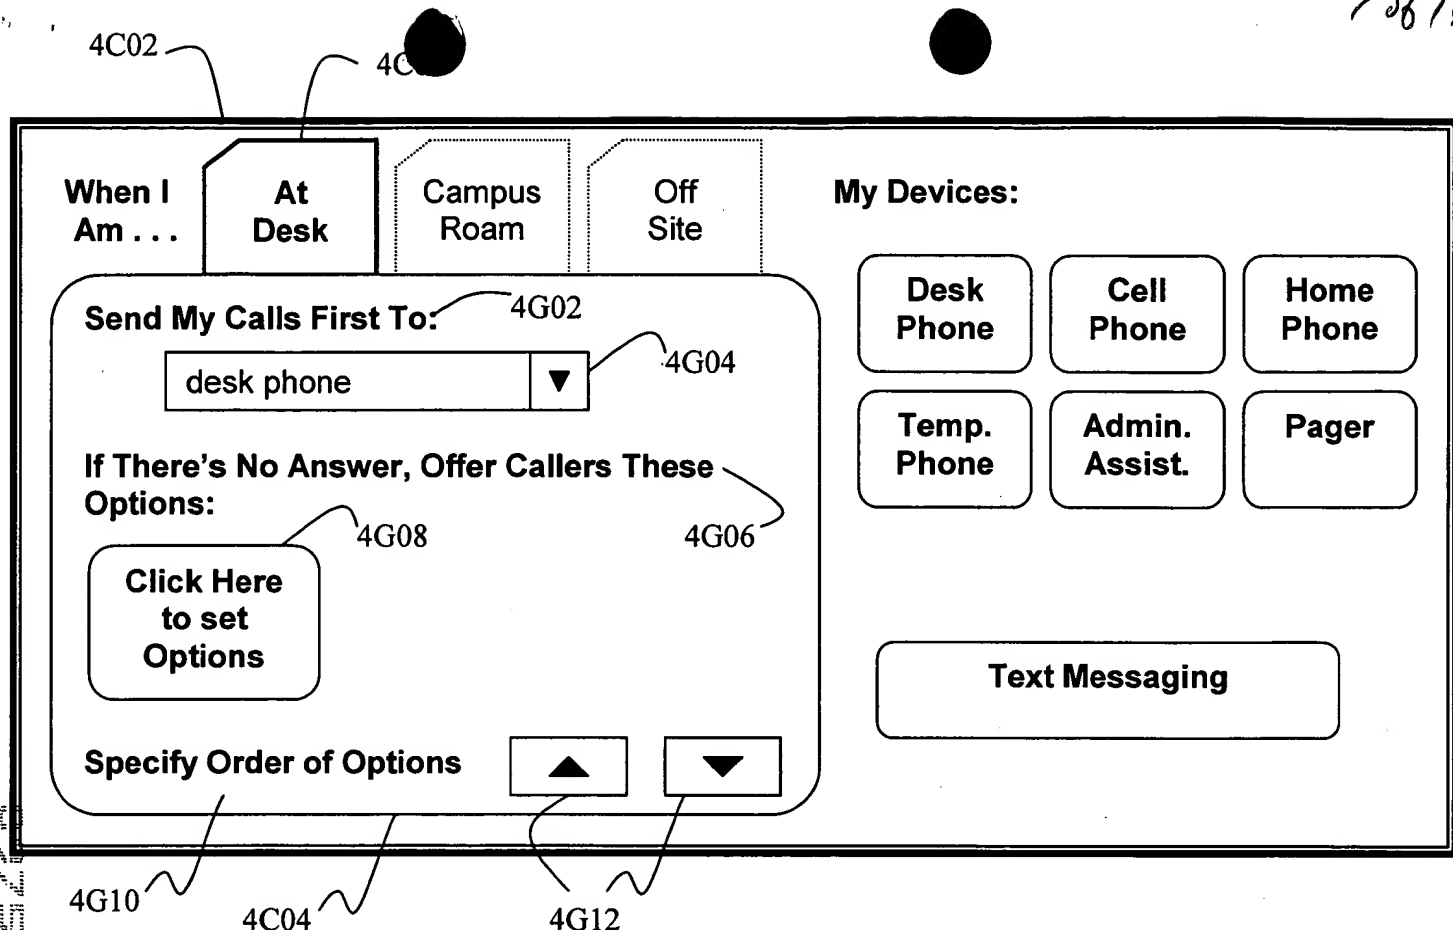 4C02
4C
When I
Am . . .
At
Desk
Campus
Roam
Off
Site
My Devices:
Send My Calls First To:
4G02
desk phone
4G04
If There's No Answer, Offer Callers These
Options:
4G08
4G06
Click Here
to set
Options
Specify Order of Options
Desk
Phone
Cell
Phone
Home
Phone
Temp.
Phone
Admin.
Assist.
Pager
Text Messaging
4G10
4C04
4G12